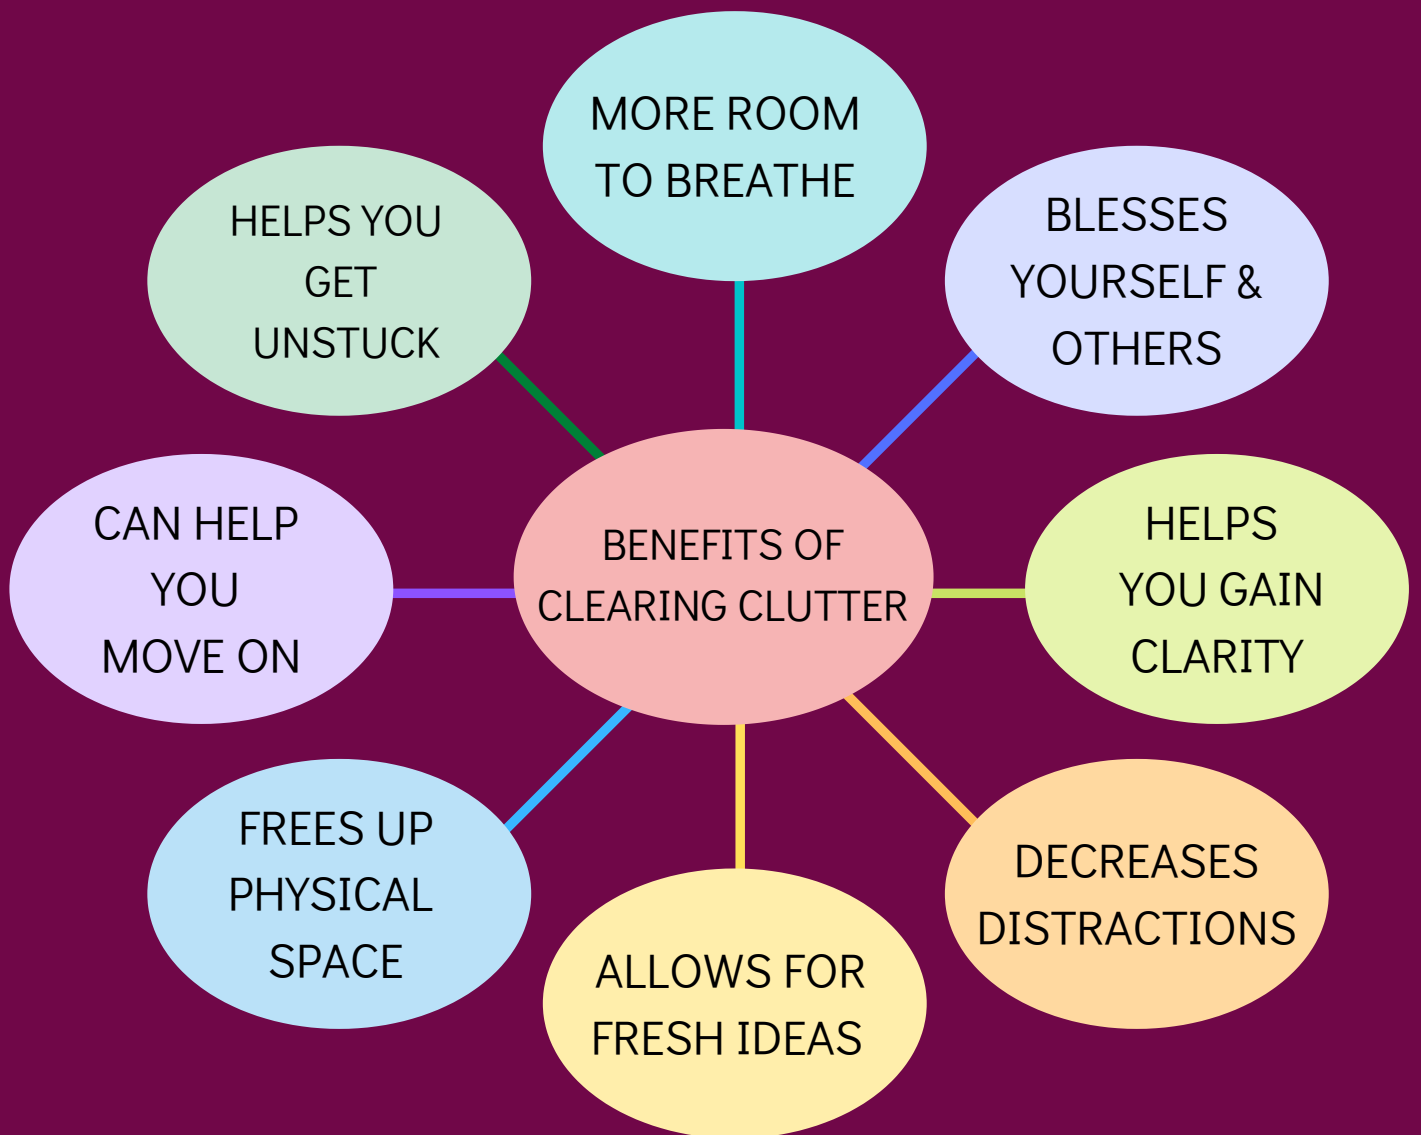 MORE ROOM
TO BREATHE
BLESSES
YOURSELF &
OTHERS
HELPS YOU
GET
UNSTUCK
CAN HELP
YOU
MOVE ON
BENEFITS OF
CLEARING CLUTTER
HELPS
YOU GAIN
CLARITY
FREES UP
PHYSICAL
SPACE
DECREASES
DISTRACTIONS
ALLOWS FOR
FRESH IDEAS